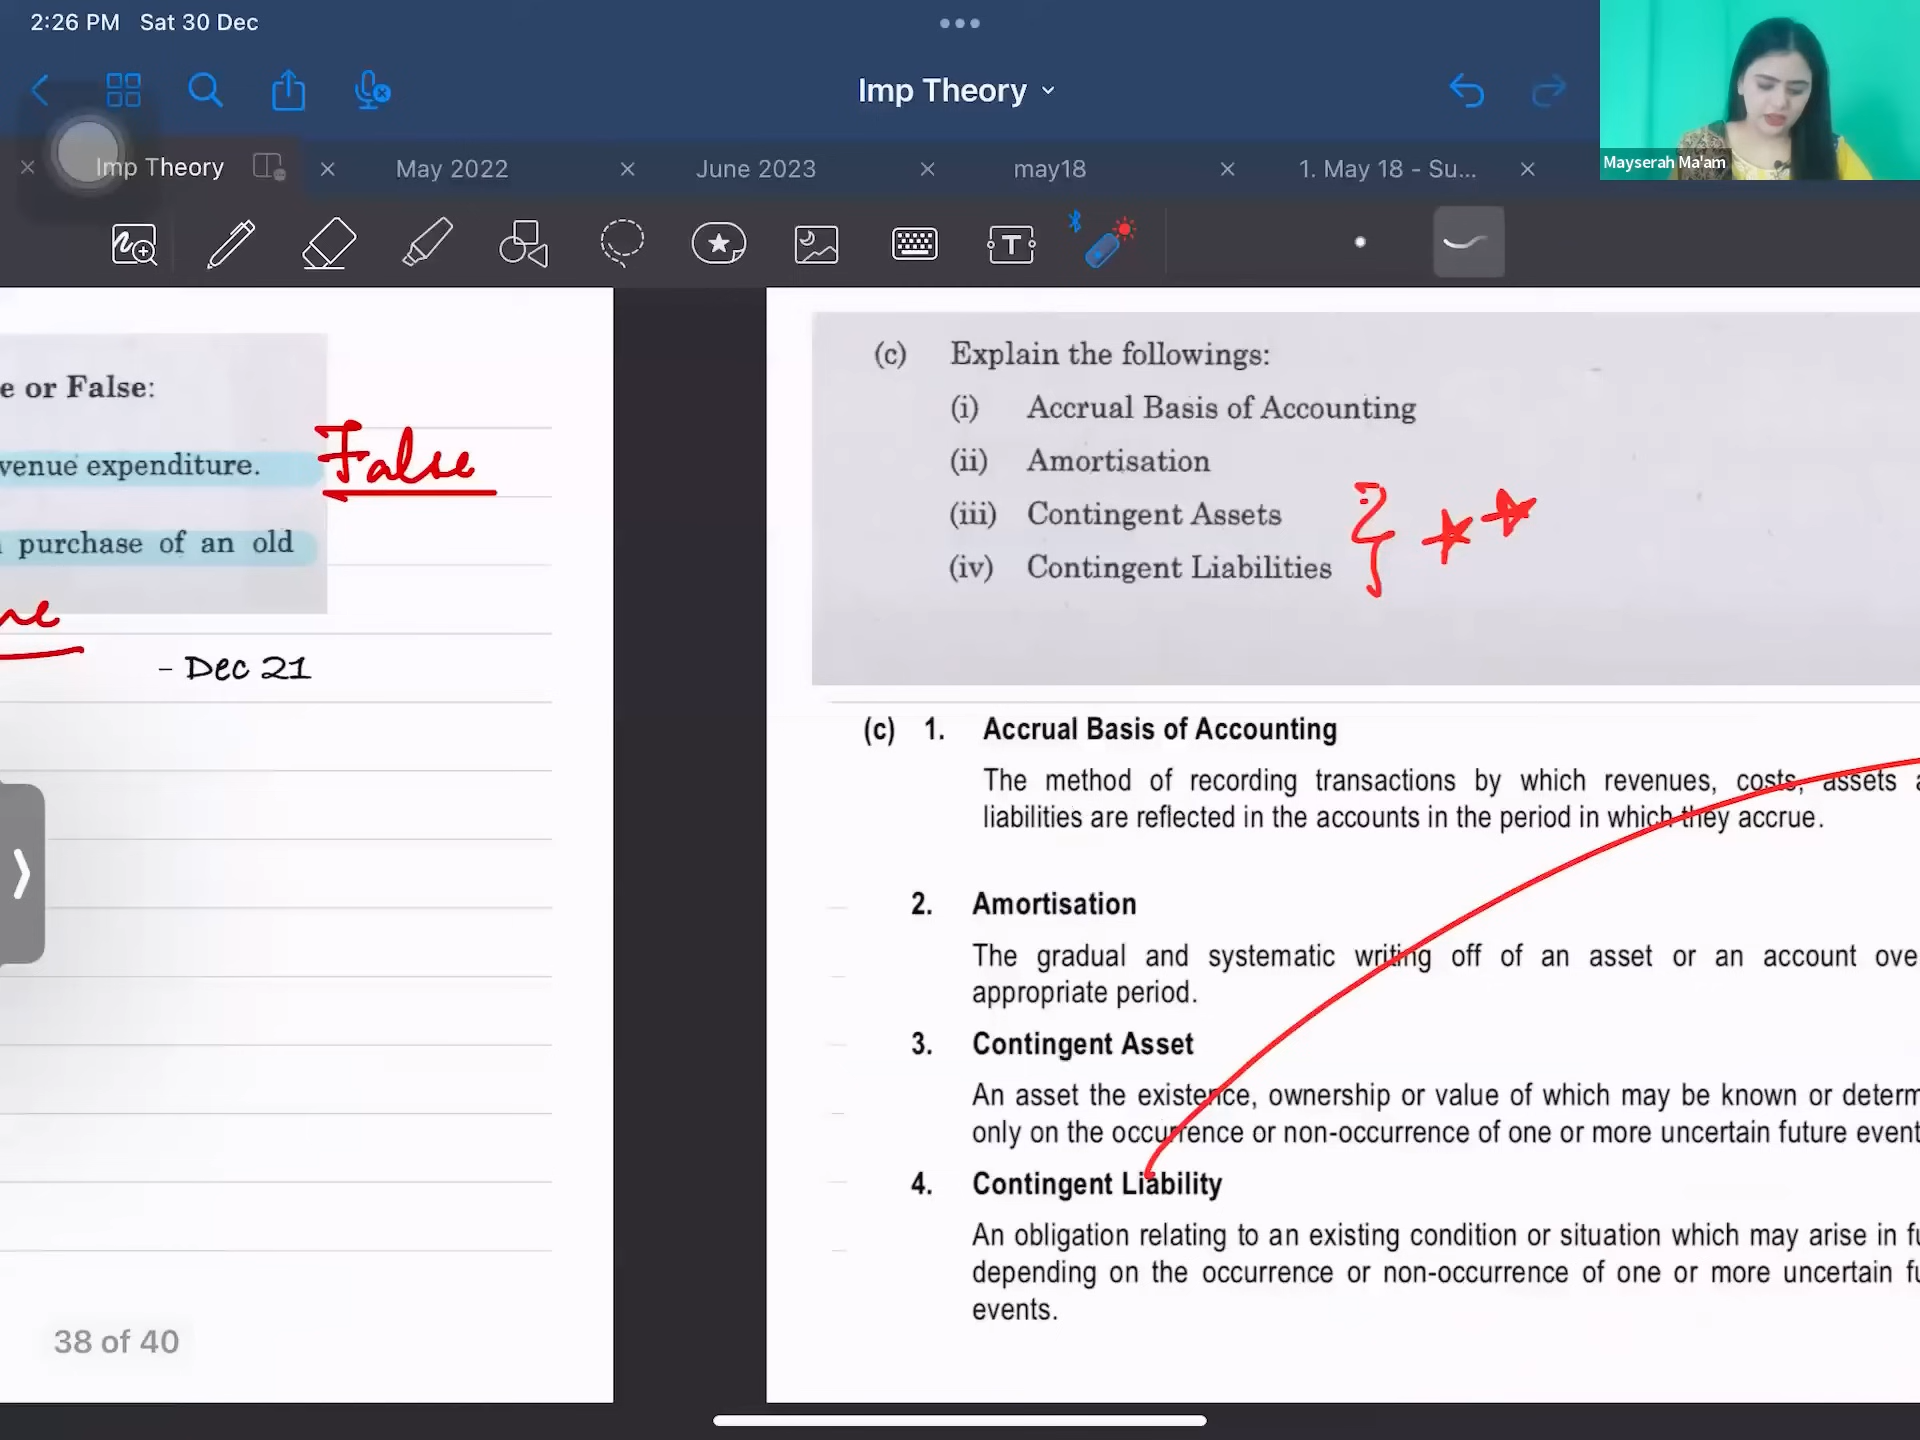 2:26 PM Sat 30 Dec
Imp Theory
Mayserah Ma'am
Imp Theory
May 2022
June 2023
may18
1. May 18 - Su...
e or False:
venue expenditure.
False
purchase of an old
- Dec 21
38 of 40
(c) Explain the followings:
(i) Accrual Basis of Accounting
(ii) Amortisation
(iii) Contingent Assets
(iv) Contingent Liabilities
(c) 1. Accrual Basis of Accounting
The method of recording transactions by which revenues, costs, assets a
liabilities are reflected in the accounts in the period in which they accrue.
2. Amortisation
The gradual and systematic writing off of an asset or an account ove
appropriate period.
3. Contingent Asset
An asset the existence, ownership or value of which may be known or determ
only on the occurrence or non-occurrence of one or more uncertain future event
4. Contingent Liability
An obligation relating to an existing condition or situation which may arise in fu
depending on the occurrence or non-occurrence of one or more uncertain fu
events.